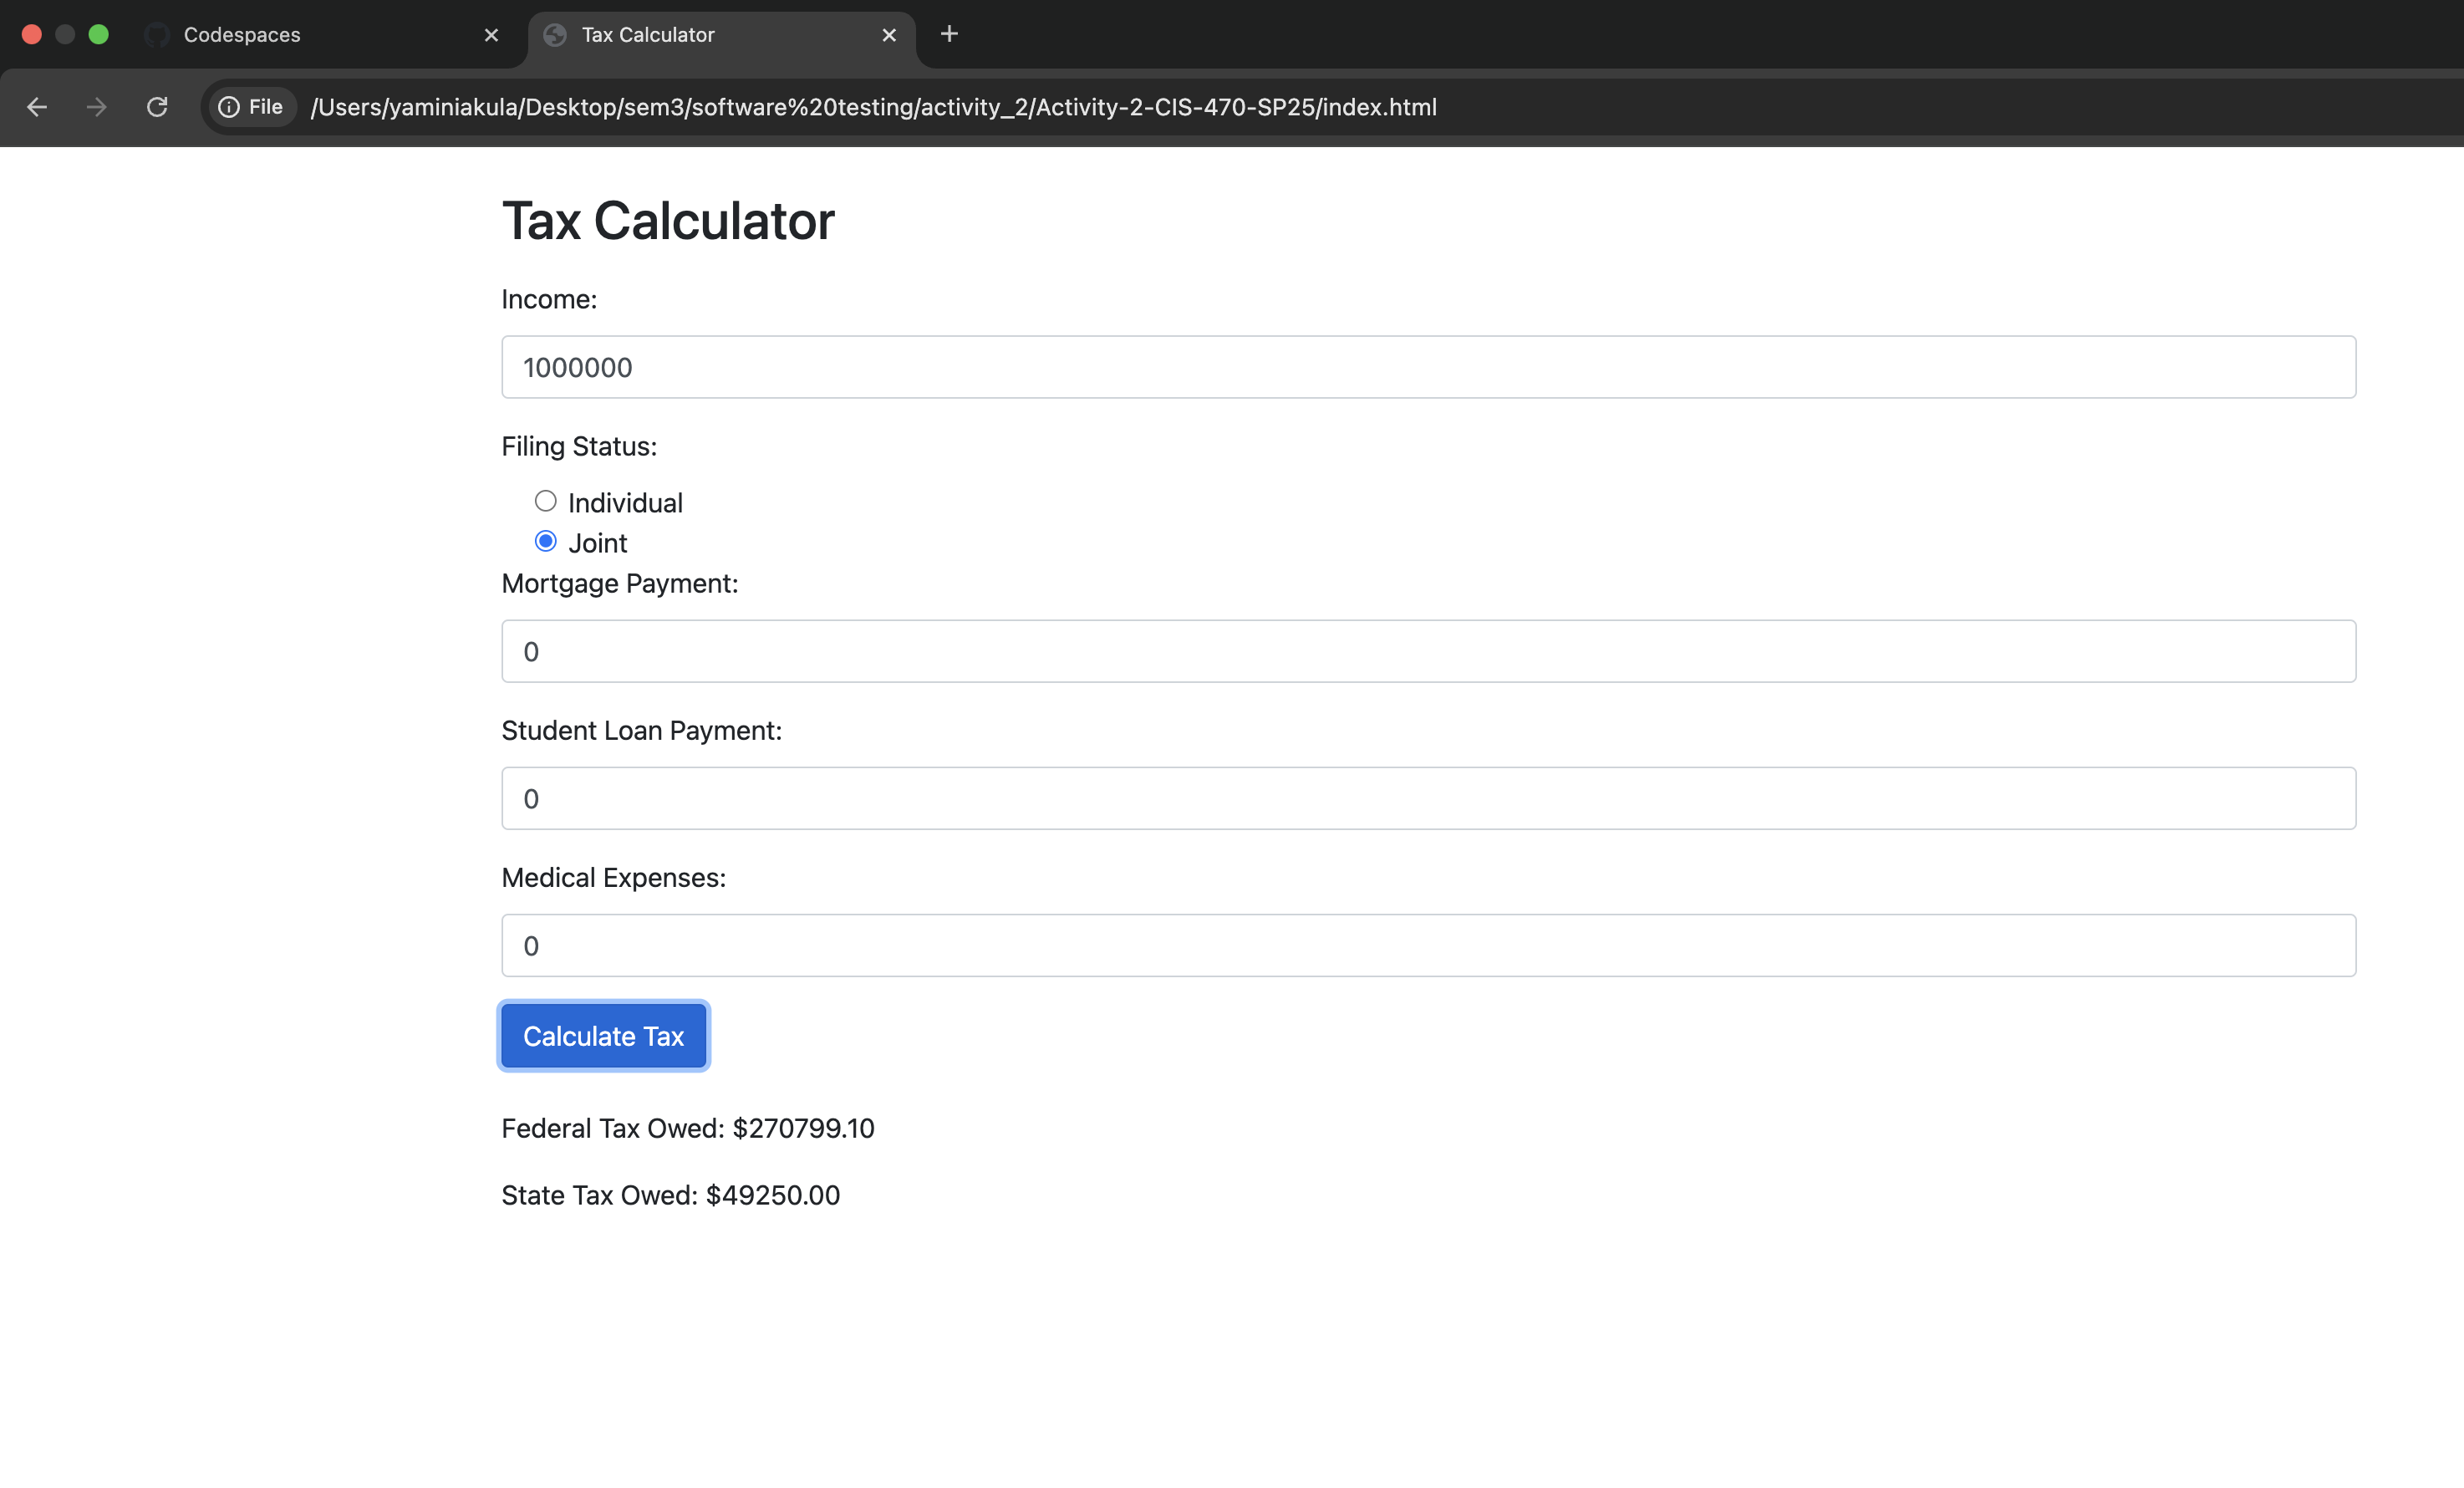 Codespaces
Tax Calculator
File /Users/yaminiakula/Desktop/sem3/software%20testing/activity_2/Activity-2-CIS-470-SP25/index.html
Tax Calculator
Income:
1000000
Filing Status:
Individual
Joint
Mortgage Payment:
0
Student Loan Payment:
0
Medical Expenses:
0
Calculate Tax
Federal Tax Owed: $270799.10
State Tax Owed: $49250.00